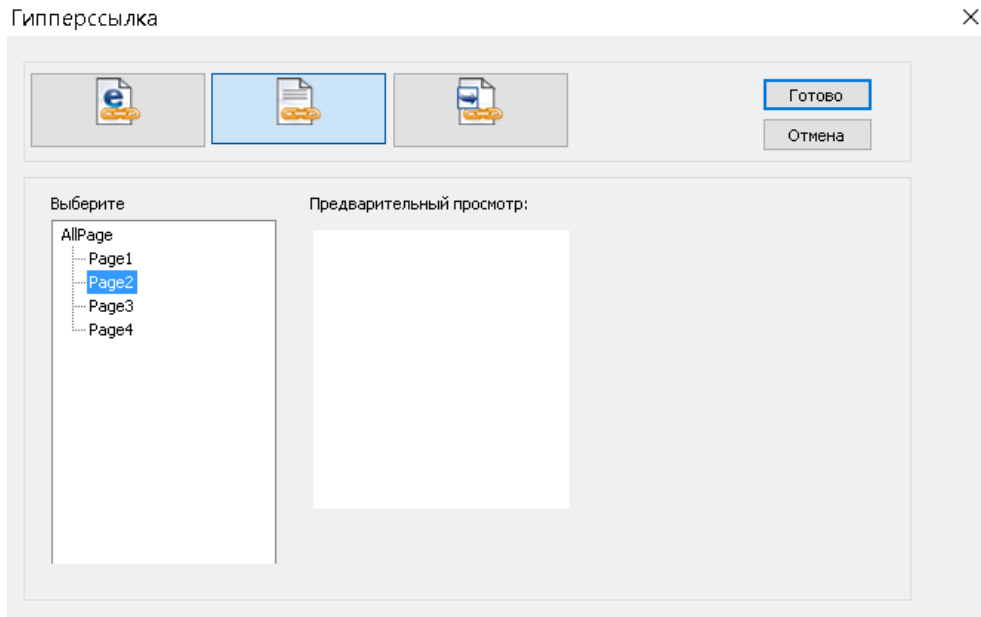 Гипперссылка
Готово
Отмена
Выберите
Предварительный просмотр:
AllPage
Page1
Page2
Page3
Page4